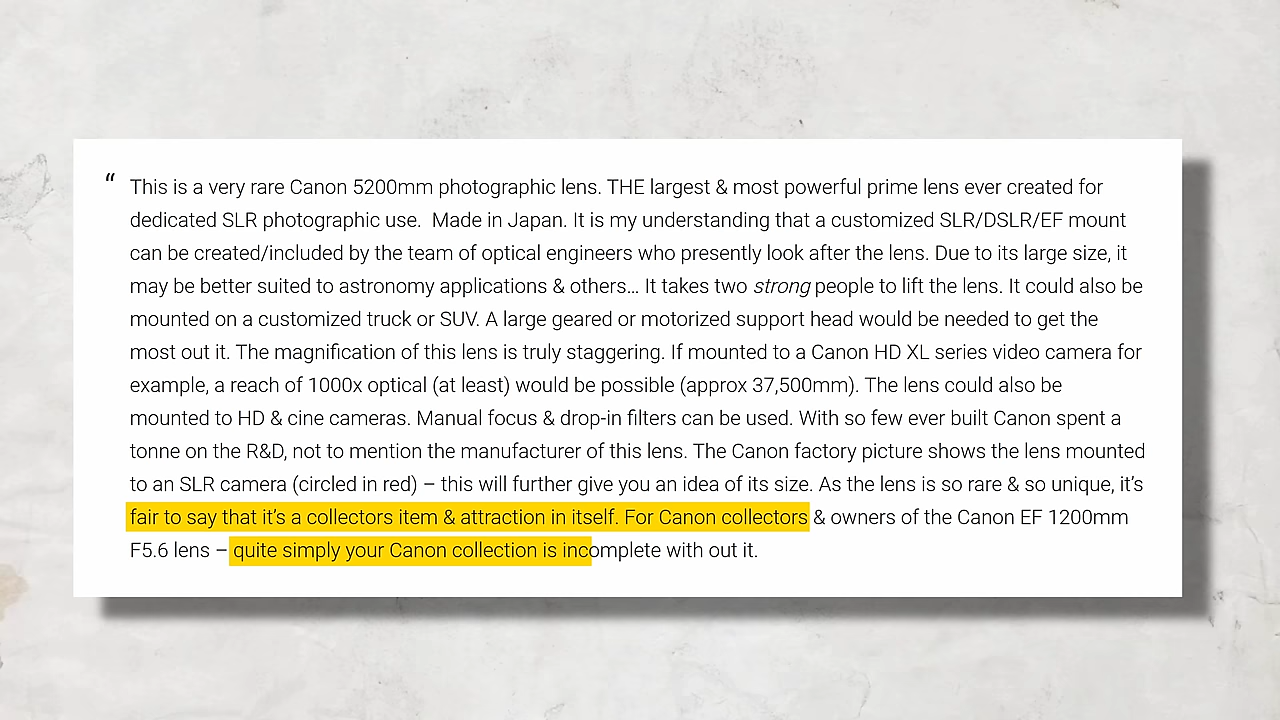 “ This is a very rare Canon 5200mm photographic lens. THE largest & most powerful prime lens ever created for
dedicated SLR photographic use.  Made in Japan. It is my understanding that a customized SLR/DSLR/EF mount
can be created/included by the team of optical engineers who presently look after the lens. Due to its large size, it
may be better suited to astronomy applications & others… It takes two strong people to lift the lens. It could also be
mounted on a customized truck or SUV. A large geared or motorized support head would be needed to get the
most out it. The magnification of this lens is truly staggering. If mounted to a Canon HD XL series video camera for
example, a reach of 1000x optical (at least) would be possible (approx 37,500mm). The lens could also be
mounted to HD & cine cameras. Manual focus & drop-in filters can be used. With so few ever built Canon spent a
tonne on the R&D, not to mention the manufacturer of this lens. The Canon factory picture shows the lens mounted
to an SLR camera (circled in red) – this will further give you an idea of its size. As the lens is so rare & so unique, it’s
fair to say that it’s a collectors item & attraction in itself. For Canon collectors & owners of the Canon EF 1200mm
F5.6 lens – quite simply your Canon collection is incomplete with out it.